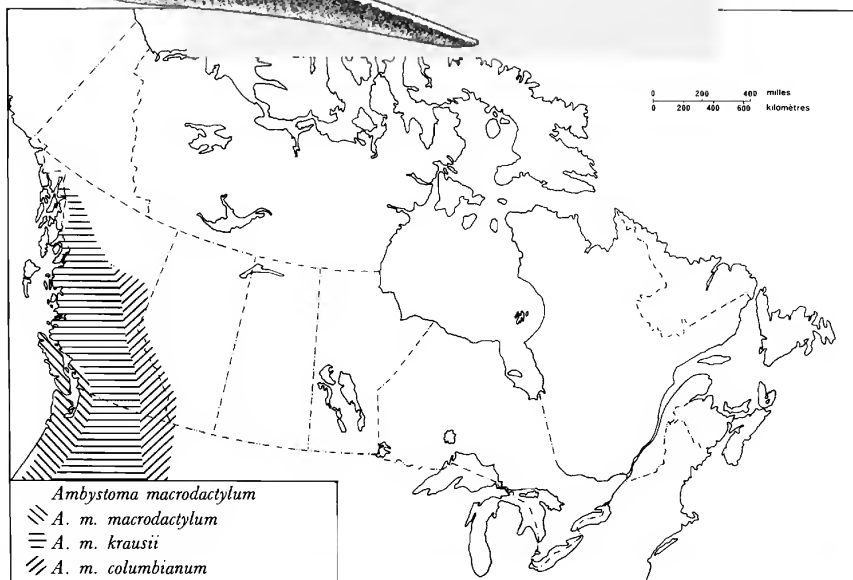 0 200 400 milles
0 200 400 600 kilomètres
Ambystoma macrodactylum
A. m. macrodactylum
A. m. krausii
A. m. columbianum